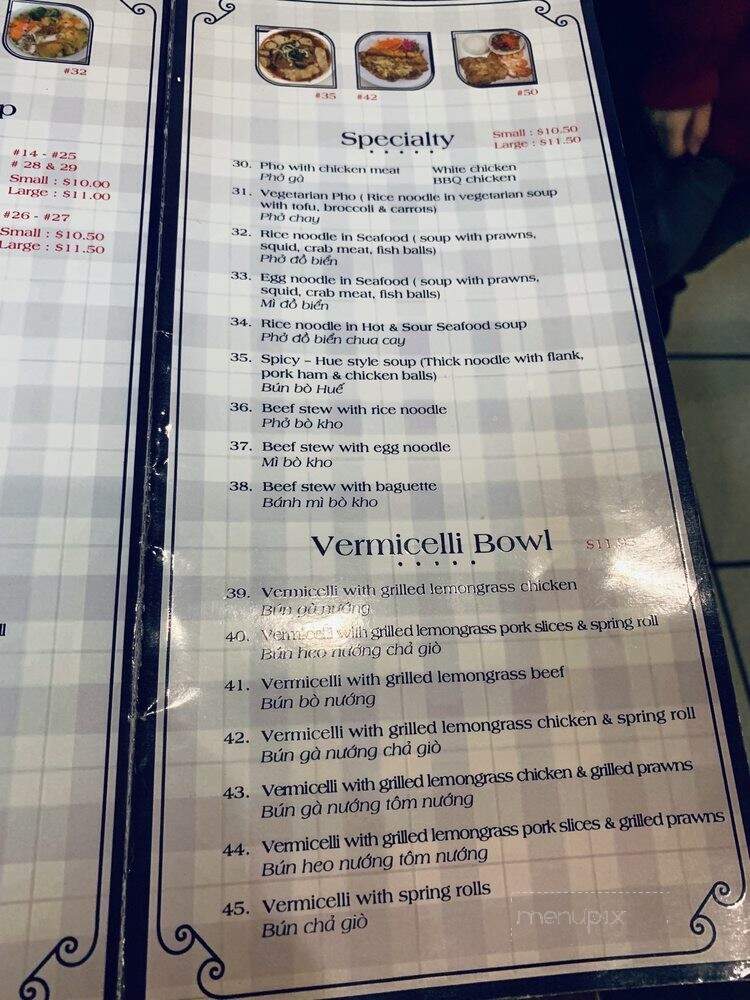 #32
p
#14 - #25
# 28 & 29
Small : $10.00
Large : $11.00
#26 - #27
Small : $10.50
Large : $11.50
#35 #42 #50
Specialty
Small : $10.50
Large : $11.50
30. Pho with chicken meat White chicken
Phở gà BBQ chicken
31. Vegetarian Pho ( Rice noodle in vegetarian soup
with tofu, broccoli & carrots)
Phở chay
32. Rice noodle in Seafood ( soup with prawns,
squid, crab meat, fish balls)
Phở đồ biển
33. Egg noodle in Seafood ( soup with prawns,
squid, crab meat, fish balls)
Mì đồ biển
34. Rice noodle in Hot & Sour Seafood soup
Phở đồ biển chua cay
35. Spicy - Hue style soup (Thick noodle with flank,
pork ham & chicken balls)
Bún bò Huế
36. Beef stew with rice noodle
Phở bò kho
37. Beef stew with egg noodle
Mì bò kho
38. Beef stew with baguette
Bánh mì bò kho
Vermicelli Bowl
39. Vermicelli with grilled lemongrass chicken
Bún gà nướng
40. Vermicelli with grilled lemongrass pork slices & spring roll
Bún heo nướng chả giò
41. Vermicelli with grilled lemongrass beef
Bún bò nướng
42. Vermicelli with grilled lemongrass chicken & spring roll
Bún gà nướng chả giò
43. Vermicelli with grilled lemongrass chicken & grilled prawns
Bún gà nướng tôm nướng
44. Vermicelli with grilled lemongrass pork slices & grilled prawns
Bún heo nướng tôm nướng
45. Vermicelli with spring rolls
Bún chả giò
menupix